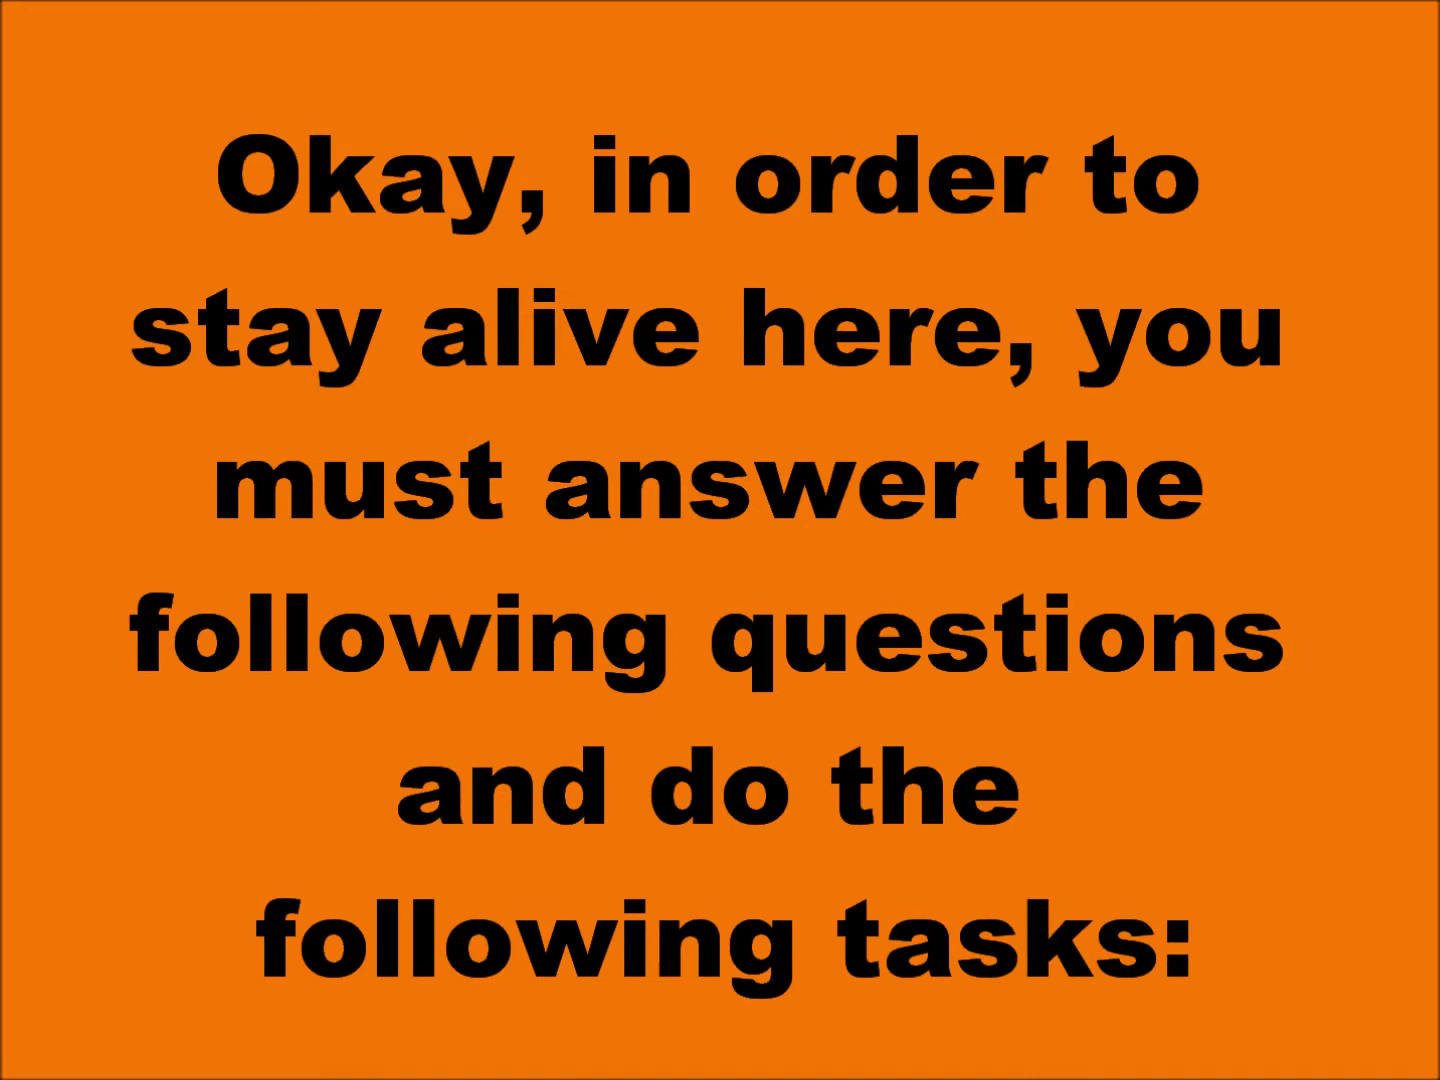 Okay, in order to
stay alive here, you
must answer the
following questions
and do the
following tasks: